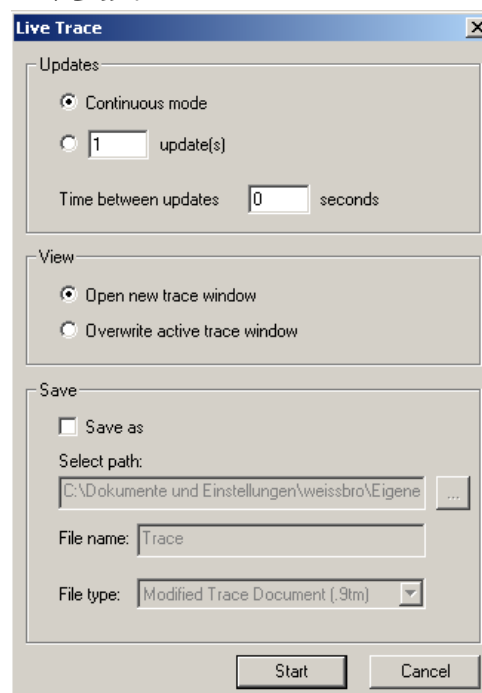 Live Trace
Updates
Continuous mode
1 update(s)
Time between updates 0 seconds
View
Open new trace window
Overwrite active trace window
Save
Save as
Select path:
C:\Dokumente und Einstellungen\weissbro\Eigene ...
File name: Trace
File type: Modified Trace Document (.9tm)
Start Cancel